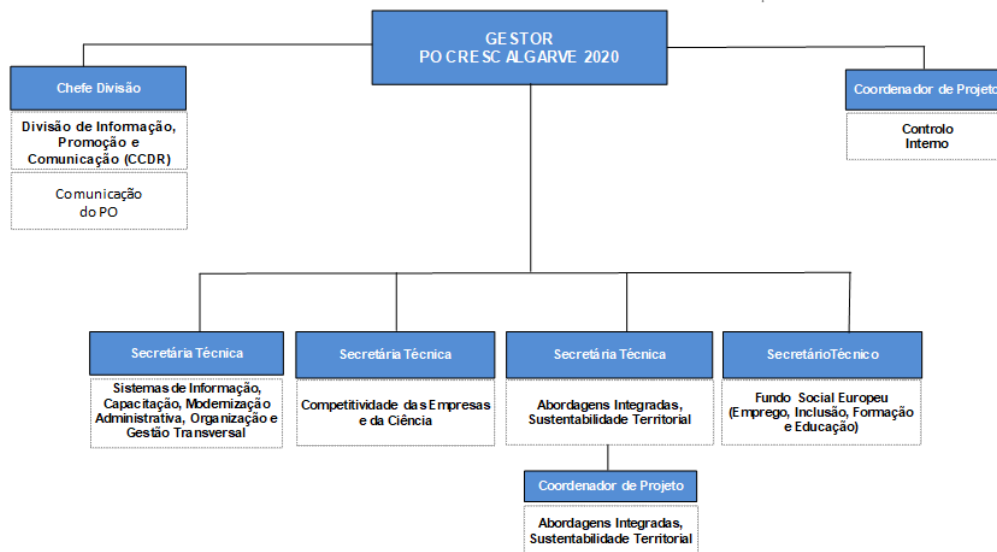 GESTOR
PO CRESC ALGARVE 2020
Chefe Divisão
Divisão de Informação,
Promoção e
Comunicação (CCDR)
Comunicação
do PO
Coordenador de Projeto
Controlo
Interno
Secretária Técnica
Sistemas de Informação,
Capacitação, Modernização
Administrativa, Organização e
Gestão Transversal
Secretária Técnica
Competitividade das Empresas
e da Ciência
Secretária Técnica
Abordagens Integradas,
Sustentabilidade Territorial
Coordenador de Projeto
Abordagens Integradas,
Sustentabilidade Territorial
SecretárioTécnico
Fundo Social Europeu
(Emprego, Inclusão, Formação
e Educação)